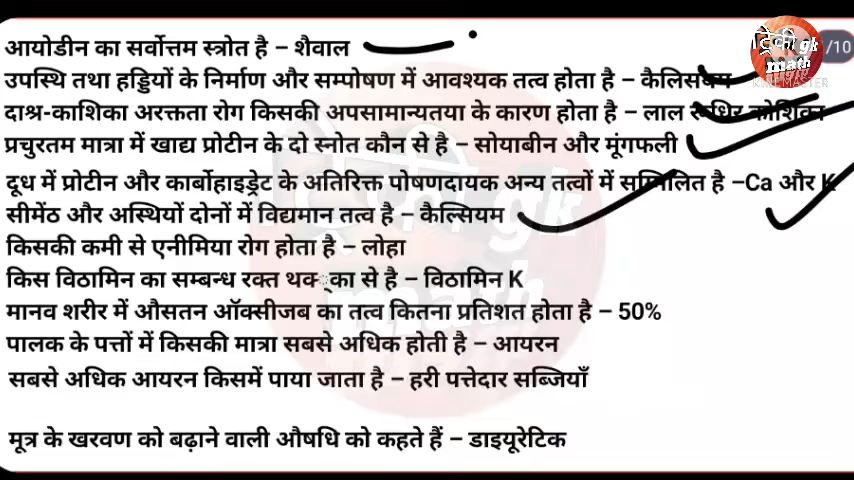 आयोडीन का सर्वोत्तम स्त्रोत है – शैवाल
उपस्थि तथा हड्डियों के निर्माण और सम्पोषण में आवश्यक तत्व होता है – कैलिसयम
दाश्र-काशिका अरक्तता रोग किसकी अपसामान्यतया के कारण होता है – लाल रूधिर कोशिका
प्रचुरतम मात्रा में खाद्य प्रोटीन के दो स्नोत कौन से है – सोयाबीन और मूंगफली
दूध में प्रोटीन और कार्बोहाइड्रेट के अतिरिक्त पोषणदायक अन्य तत्वों में सम्मिलित है –Ca और K
सीमेंठ और अस्थियों दोनों में विद्यमान तत्व है – कैल्सियम
किसकी कमी से एनीमिया रोग होता है – लोहा
किस विठामिन का सम्बन्ध रक्त थक्‍्का से है – विठामिन K
मानव शरीर में औसतन ऑक्सीजब का तत्व कितना प्रतिशत होता है – 50%
पालक के पत्तों में किसकी मात्रा सबसे अधिक होती है – आयरन
सबसे अधिक आयरन किसमें पाया जाता है – हरी पत्तेदार सब्जियाँ
मूत्र के खरवण को बढ़ाने वाली औषधि को कहते हैं – डाइयूरेटिक
ट्रिकी gk
math
/10